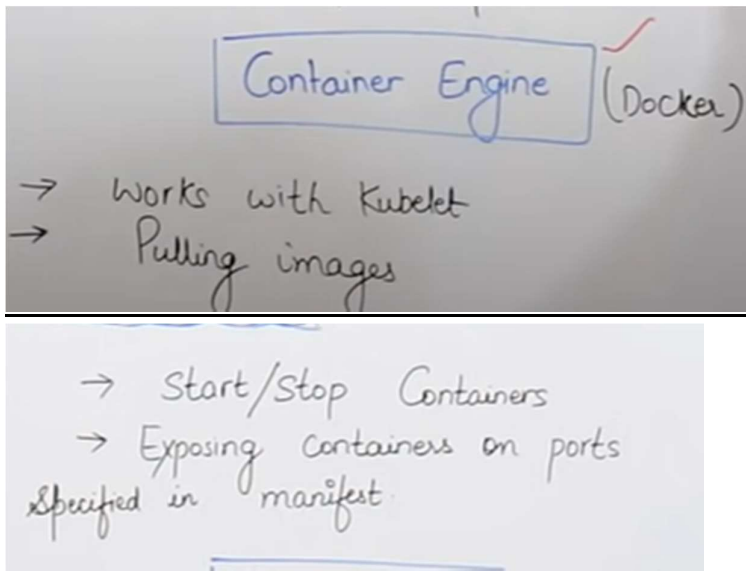 Container Engine (Docker)
→ Works with Kubelet
→ Pulling images
→ Start/Stop Containers
→ Exposing Containers on ports
specified in manifest.